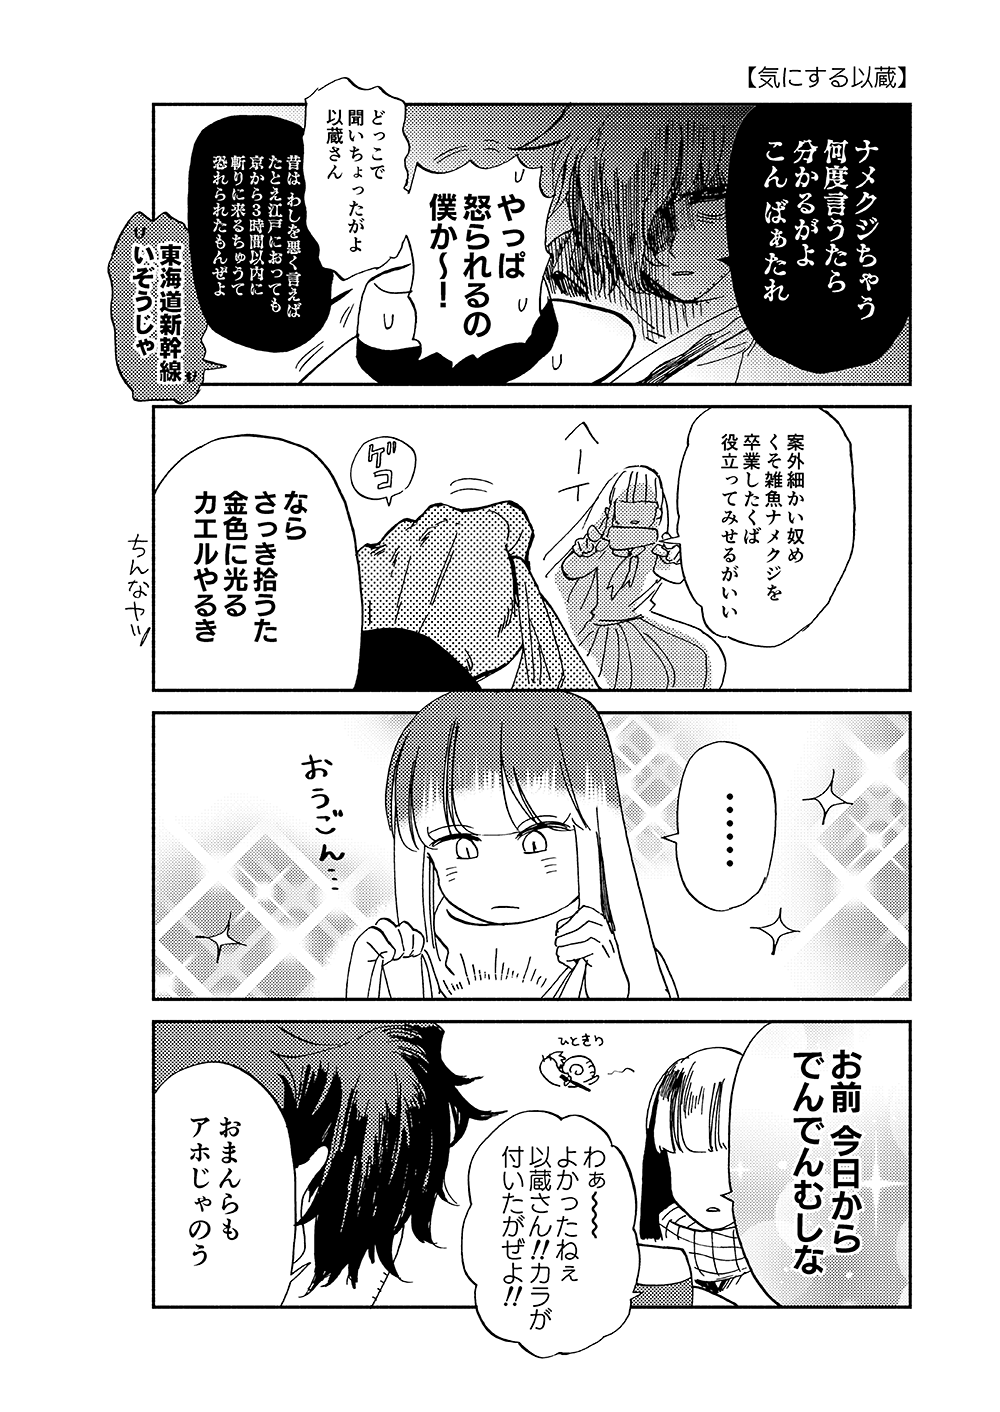 【気にする以蔵】
ナメクジちゃう
何度言うたら
分かるがよ
こん ばぁたれ
やっぱ
怒られるの
僕か～！
どっこで
聞いちょったがよ
以蔵さん
昔は わしを悪く言えば
たとえ江戸におっても
京から3時間以内に
斬りに来るちゅうて
恐れられたもんぜよ
東海道新幹線
いぞうじゃ
案外細かい奴め
くそ雑魚ナメクジを
卒業したくば
役立ってみせるがいい
へーー
ゲコ
なら
さっき拾うた
金色に光る
カエルやるき
ちんなヤツ
・・・・・・
おうごん…
お前 今日から
でんでんむしな
ひときり
わぁ～～
よかったねぇ
以蔵さん!!カラが
付いたがぜよ!!
おまんらも
アホじゃのう